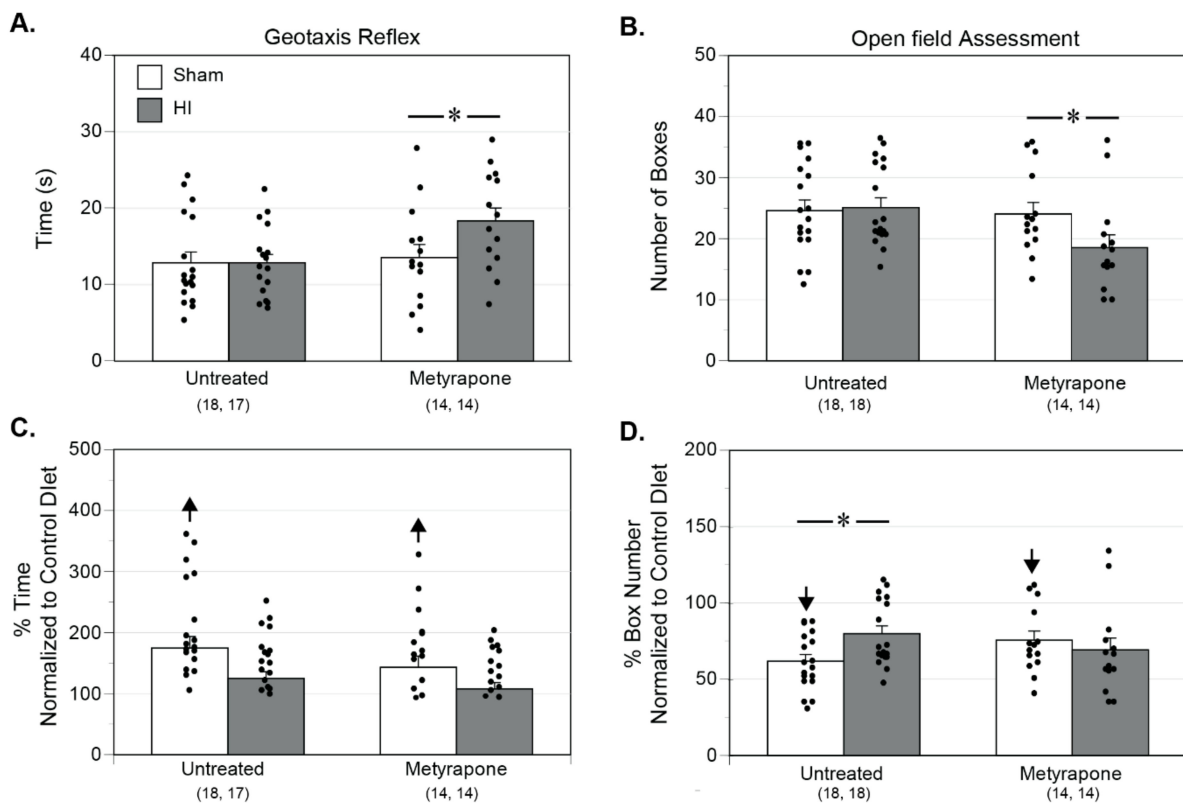 A.
Geotaxis Reflex
40
30
20
10
0
Time (s)
Sham
HI
*
Untreated
Metyrapone
(18, 17)
(14, 14)
B.
Open field Assessment
50
40
30
20
10
0
Number of Boxes
*
Untreated
Metyrapone
(18, 18)
(14, 14)
C.
500
400
300
200
100
0
% Time
Normalized to Control DIet
Untreated
Metyrapone
(18, 17)
(14, 14)
D.
200
150
100
50
0
% Box Number
Normalized to Control DIet
*
Untreated
Metyrapone
(18, 18)
(14, 14)